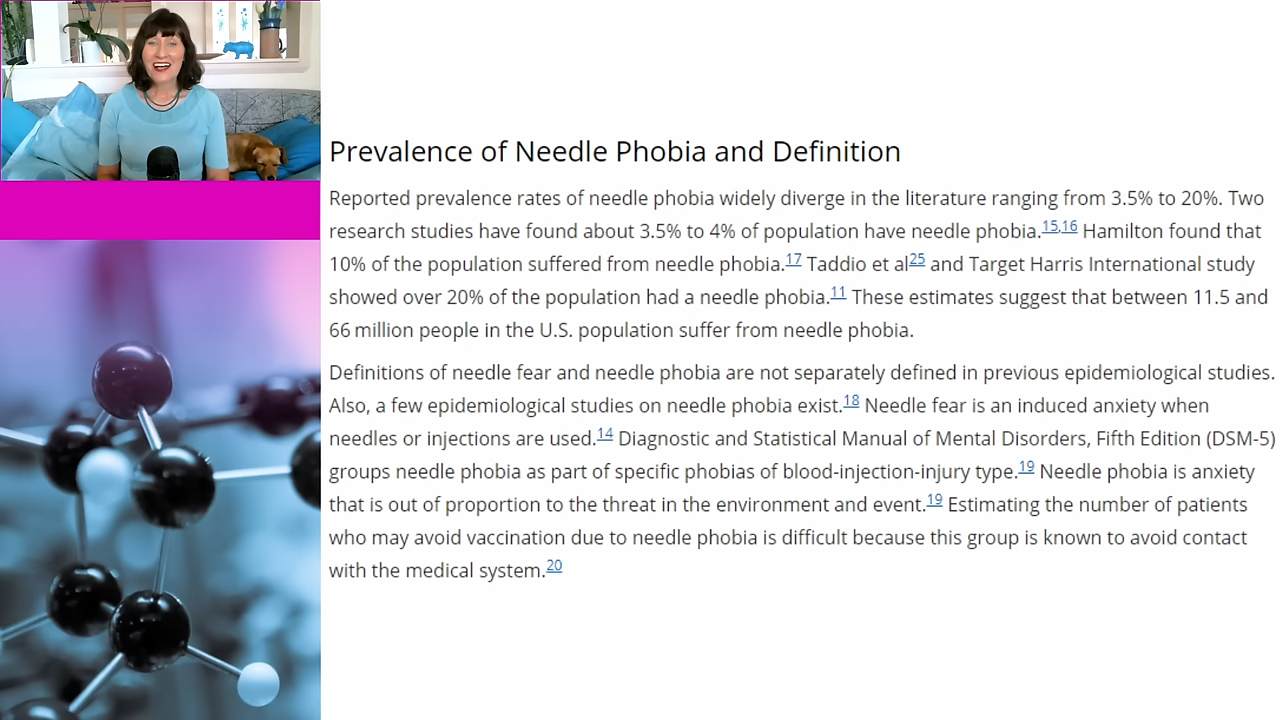 Prevalence of Needle Phobia and Definition
Reported prevalence rates of needle phobia widely diverge in the literature ranging from 3.5% to 20%. Two
research studies have found about 3.5% to 4% of population have needle phobia.15,16 Hamilton found that
10% of the population suffered from needle phobia.17 Taddio et al25 and Target Harris International study
showed over 20% of the population had a needle phobia.11 These estimates suggest that between 11.5 and
66 million people in the U.S. population suffer from needle phobia.
Definitions of needle fear and needle phobia are not separately defined in previous epidemiological studies.
Also, a few epidemiological studies on needle phobia exist.18 Needle fear is an induced anxiety when
needles or injections are used.14 Diagnostic and Statistical Manual of Mental Disorders, Fifth Edition (DSM-5)
groups needle phobia as part of specific phobias of blood-injection-injury type.19 Needle phobia is anxiety
that is out of proportion to the threat in the environment and event.19 Estimating the number of patients
who may avoid vaccination due to needle phobia is difficult because this group is known to avoid contact
with the medical system.20